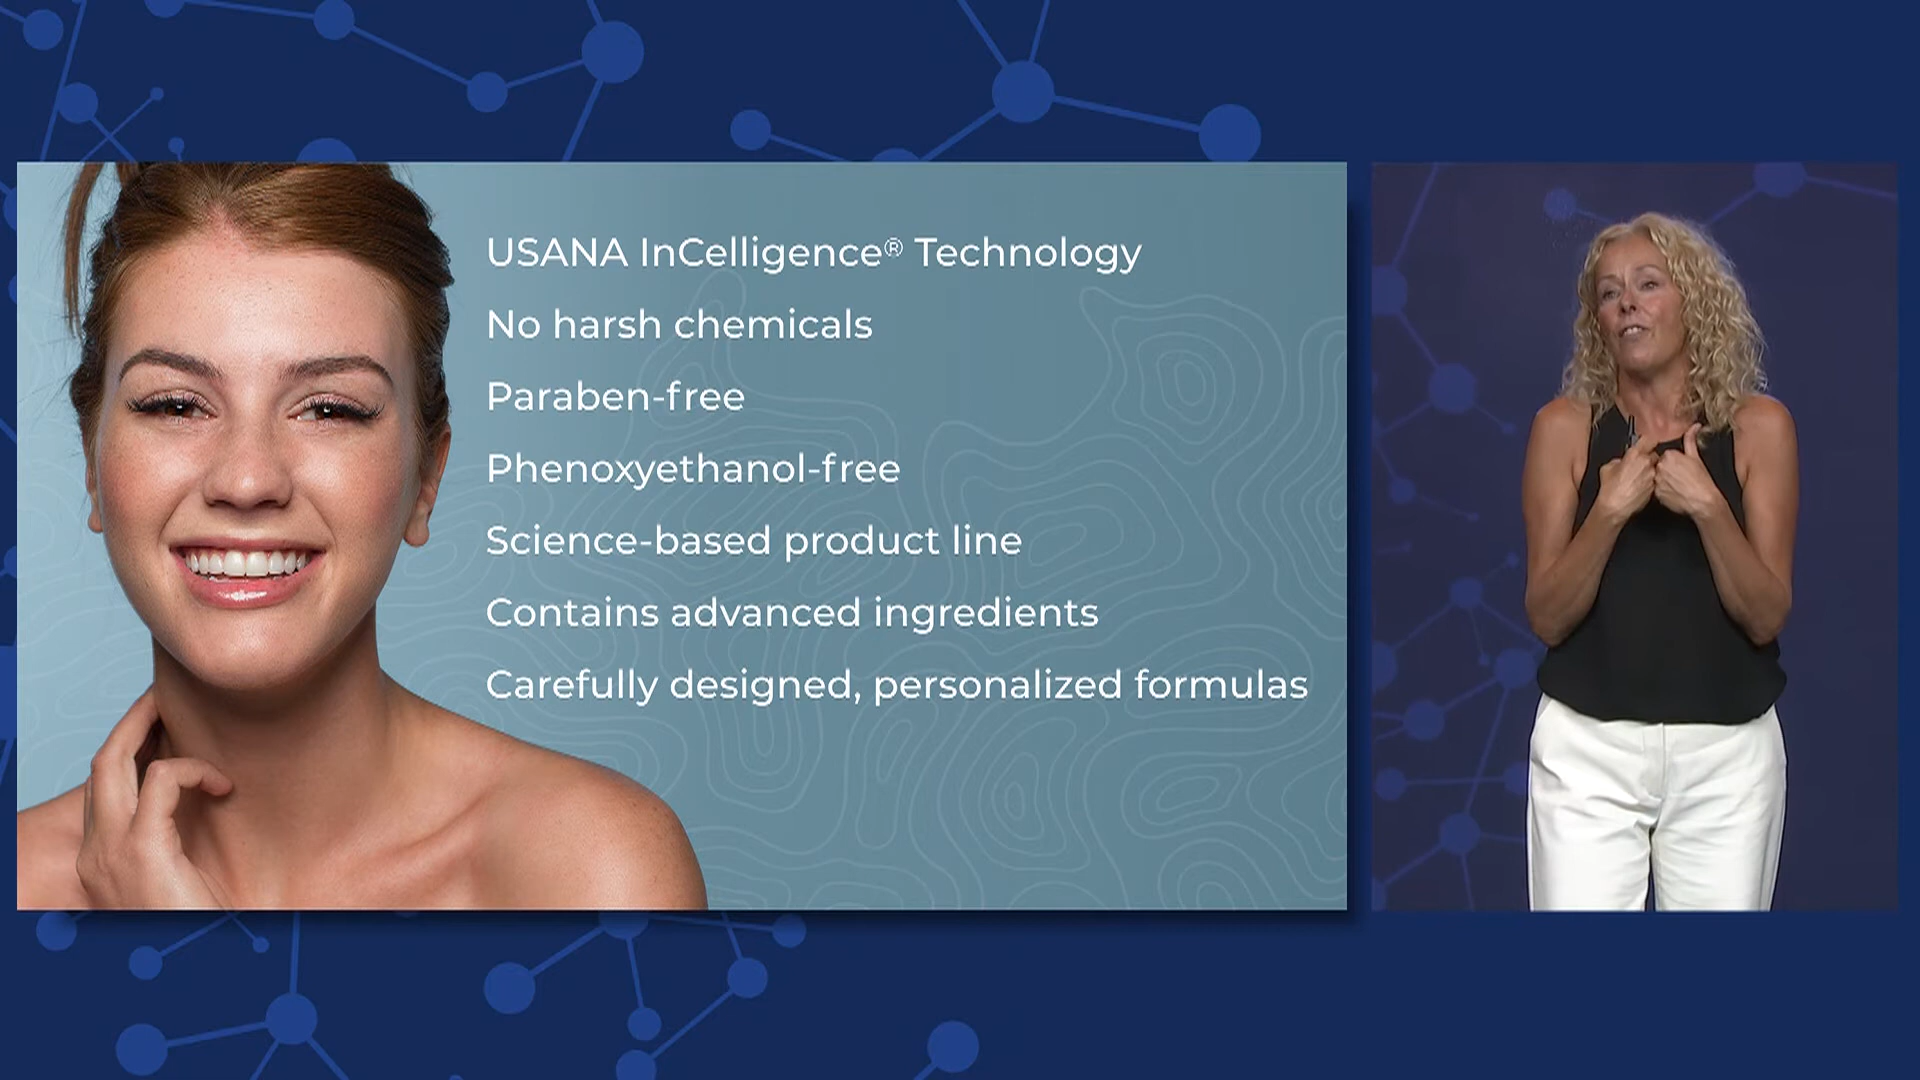 USANA InCelligence® Technology
No harsh chemicals
Paraben-free
Phenoxyethanol-free
Science-based product line
Contains advanced ingredients
Carefully designed, personalized formulas